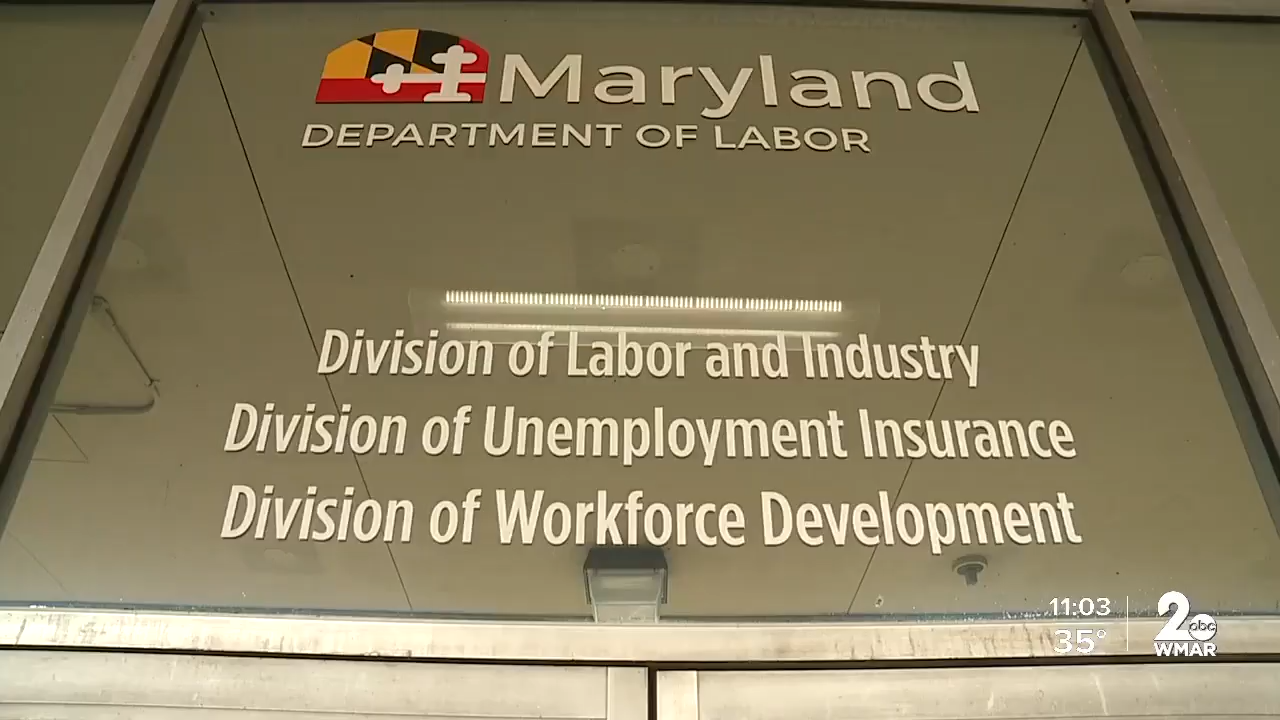 Maryland
DEPARTMENT OF LABOR
Division of Labor and Industry
Division of Unemployment Insurance
Division of Workforce Development
11:03
35°
2 abc
WMAR